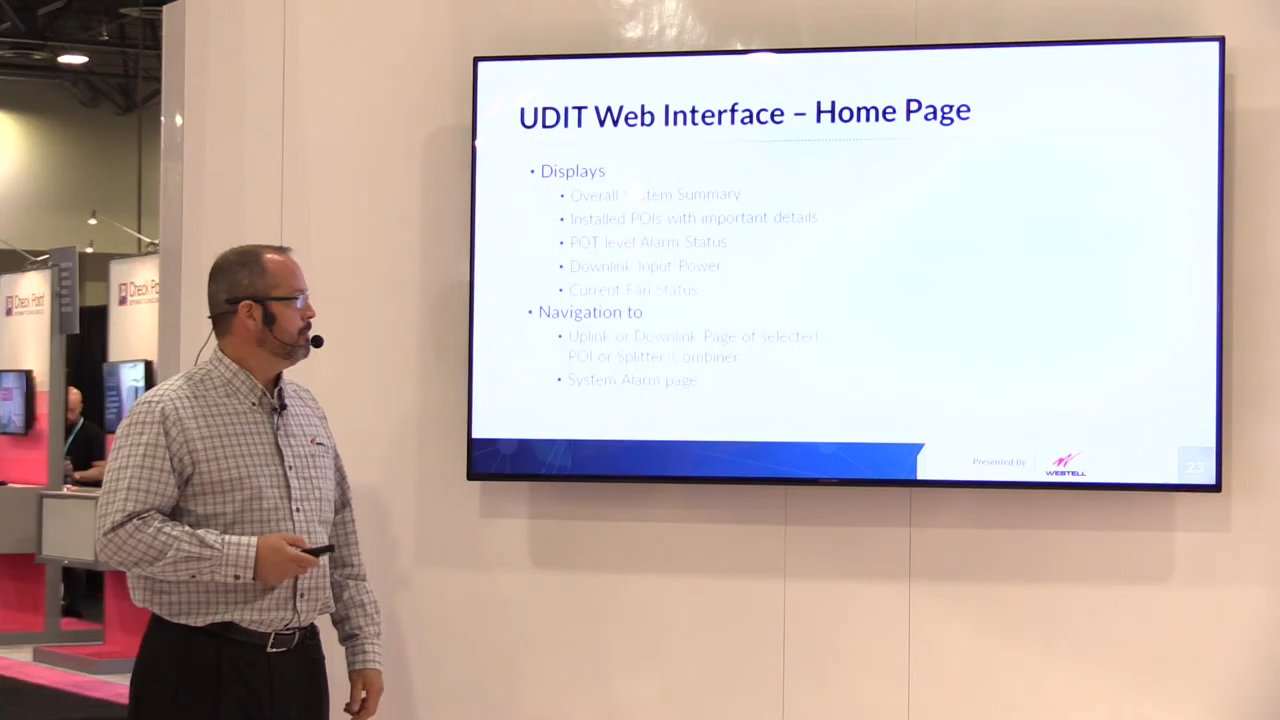 UDIT Web Interface – Home Page
• Displays
• Overall System Summary
• Installed POIs with important details
• POT level Alarm Status
• Downlink Input Power
• Current Fan Status
• Navigation to
• Uplink or Downlink Page of selected
POI or Splitter/Combiner
• System Alarm page
Presented By
WESTELL
23
Check Point
Check Po